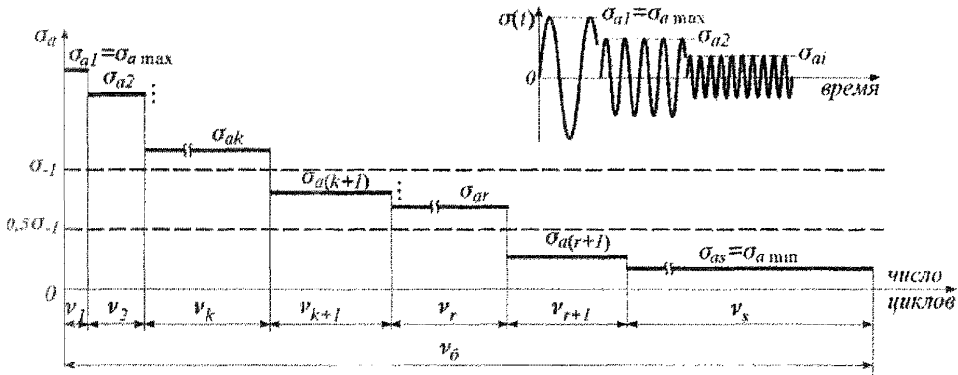 σ(t)
σa1=σa max
σa2
σai
0
время
σa
σa1=σa max
σa2
σak
σ-1
σa(k+1)
σar
0,5σ-1
σa(r+1)
σas=σa min
0
число
циклов
ν1
ν2
νk
νk+1
νr
νr+1
νs
νб